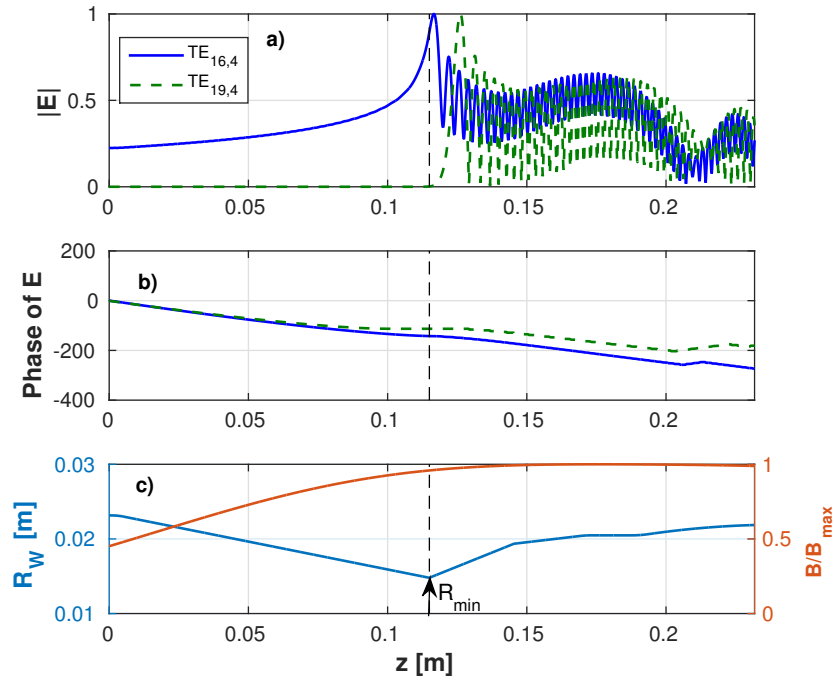 a)
TE16,4
TE19,4
|E|
1
0.5
0
0 0.05 0.1 0.15 0.2
b)
Phase of E
200
0
-200
-400
0 0.05 0.1 0.15 0.2
c)
RW [m]
0.03
0.02
0.01
Rmin
1
0.5
0
B/Bmax
0 0.05 0.1 0.15 0.2
z [m]